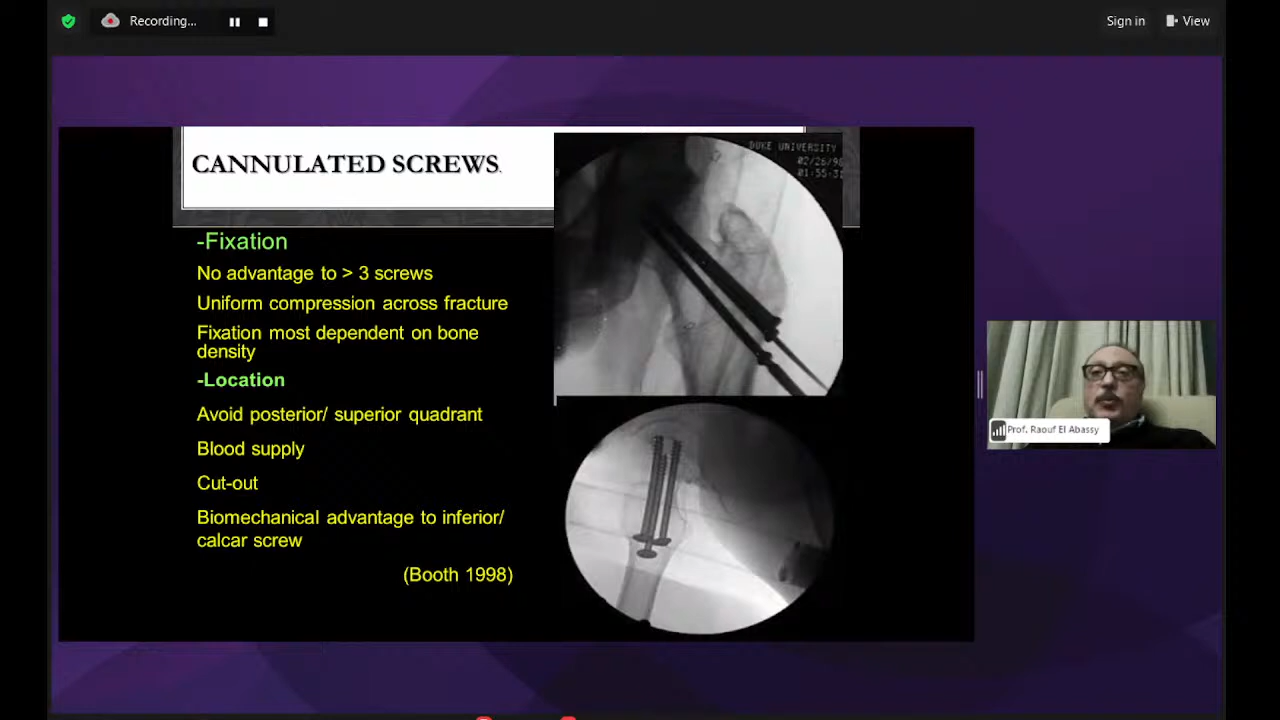 Recording...
Sign in
View
CANNULATED SCREWS.
DUKE UNIVERSITY
-Fixation
No advantage to > 3 screws
Uniform compression across fracture
Fixation most dependent on bone
density
-Location
Avoid posterior/ superior quadrant
Blood supply
Cut-out
Biomechanical advantage to inferior/
calcar screw
(Booth 1998)
Prof. Raouf El Abassy